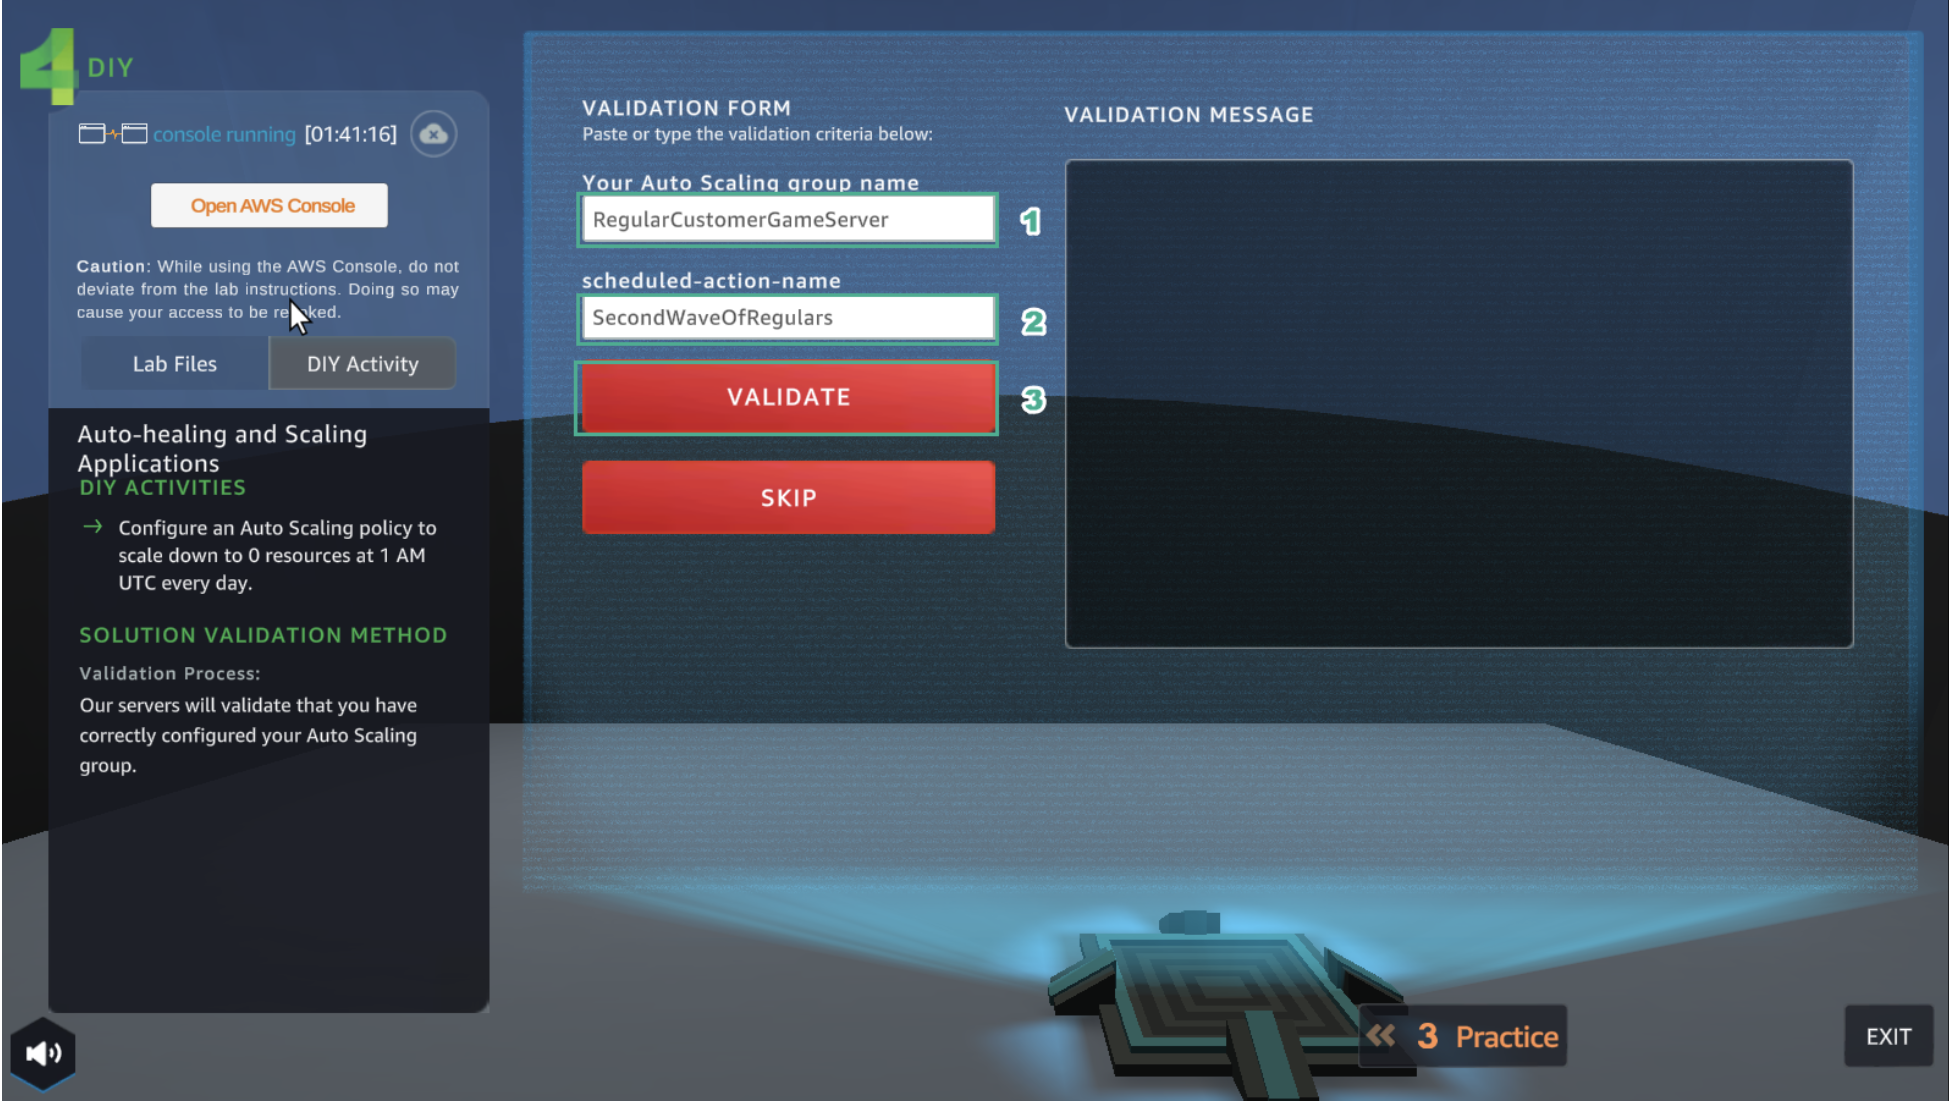 4 DIY
console running [01:41:16]
Open AWS Console
Caution: While using the AWS Console, do not
deviate from the lab instructions. Doing so may
cause your access to be revoked.
Lab Files
DIY Activity
Auto-healing and Scaling
Applications
DIY ACTIVITIES
→ Configure an Auto Scaling policy to
scale down to 0 resources at 1 AM
UTC every day.
SOLUTION VALIDATION METHOD
Validation Process:
Our servers will validate that you have
correctly configured your Auto Scaling
group.
VALIDATION FORM
Paste or type the validation criteria below:
Your Auto Scaling group name
RegularCustomerGameServer
1
scheduled-action-name
SecondWaveOfRegulars
2
VALIDATE
3
SKIP
VALIDATION MESSAGE
3 Practice
EXIT